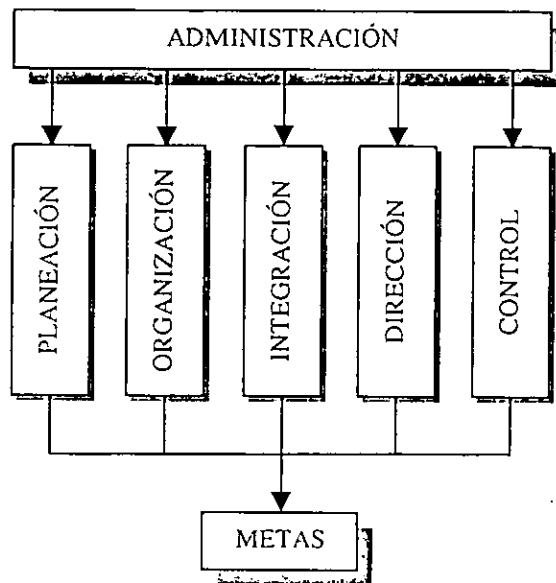 ADMINISTRACIÓN
PLANEACIÓN
ORGANIZACIÓN
INTEGRACIÓN
DIRECCIÓN
CONTROL
METAS